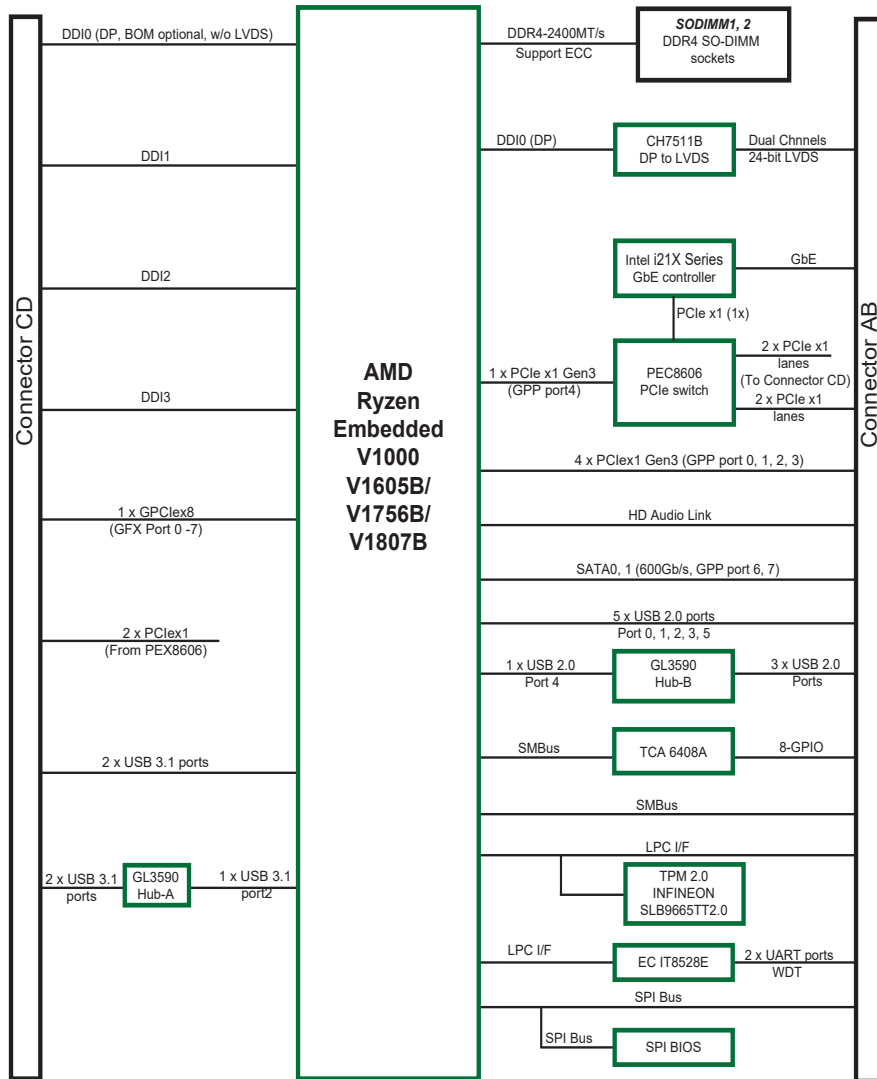 Connector CD
DDI0 (DP, BOM optional, w/o LVDS)
DDI1
DDI2
DDI3
1 x GPCIex8
(GFX Port 0 -7)
2 x PCIex1
(From PEX8606)
2 x USB 3.1 ports
2 x USB 3.1
ports
GL3590
Hub-A
1 x USB 3.1
port2
AMD
Ryzen
Embedded
V1000
V1605B/
V1756B/
V1807B
DDR4-2400MT/s
Support ECC
SODIMM1, 2
DDR4 SO-DIMM
sockets
DDI0 (DP)
CH7511B
DP to LVDS
Dual Chnnels
24-bit LVDS
Intel i21X Series
GbE controller
GbE
PCIe x1 (1x)
1 x PCIe x1 Gen3
(GPP port4)
PEC8606
PCIe switch
2 x PCIe x1
lanes
(To Connector CD)
2 x PCIe x1
lanes
4 x PCIex1 Gen3 (GPP port 0, 1, 2, 3)
HD Audio Link
SATA0, 1 (600Gb/s, GPP port 6, 7)
5 x USB 2.0 ports
Port 0, 1, 2, 3, 5
1 x USB 2.0
Port 4
GL3590
Hub-B
3 x USB 2.0
Ports
SMBus
TCA 6408A
8-GPIO
SMBus
LPC I/F
TPM 2.0
INFINEON
SLB9665TT2.0
LPC I/F
EC IT8528E
2 x UART ports
WDT
SPI Bus
SPI Bus
SPI BIOS
Connector AB